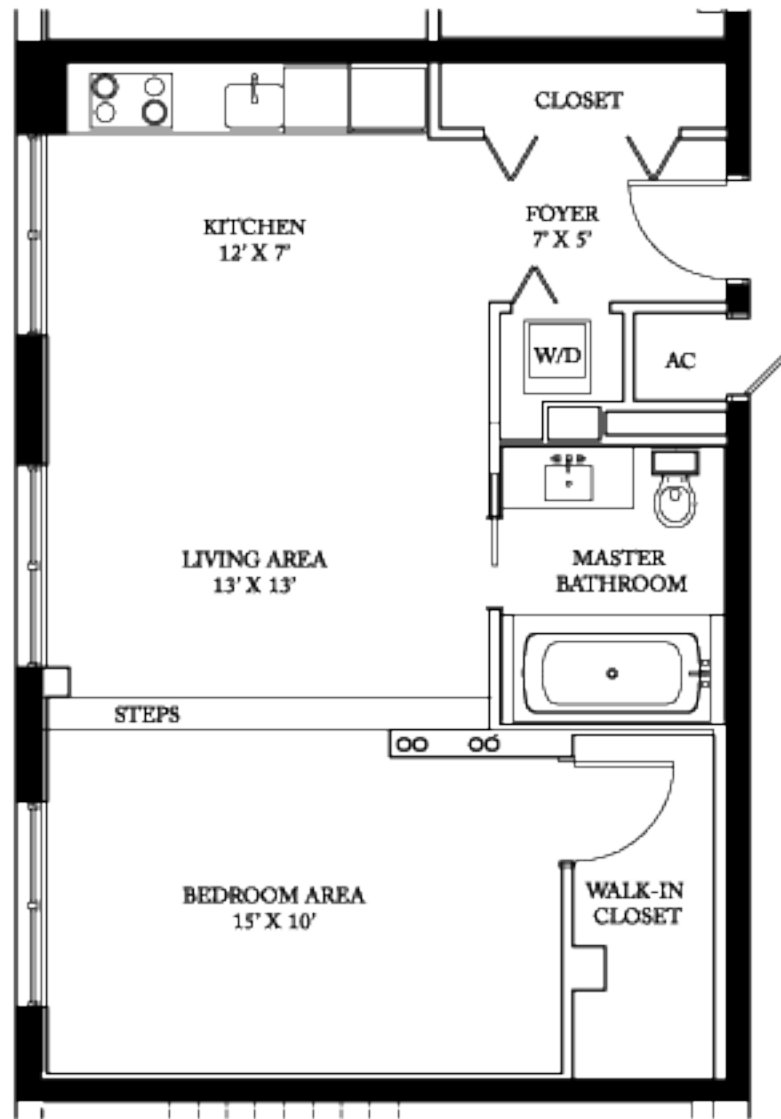 CLOSET
KITCHEN
12' X 7'
FOYER
7' X 5'
W/D
AC
LIVING AREA
13' X 13'
MASTER
BATHROOM
STEPS
BEDROOM AREA
15' X 10'
WALK-IN
CLOSET